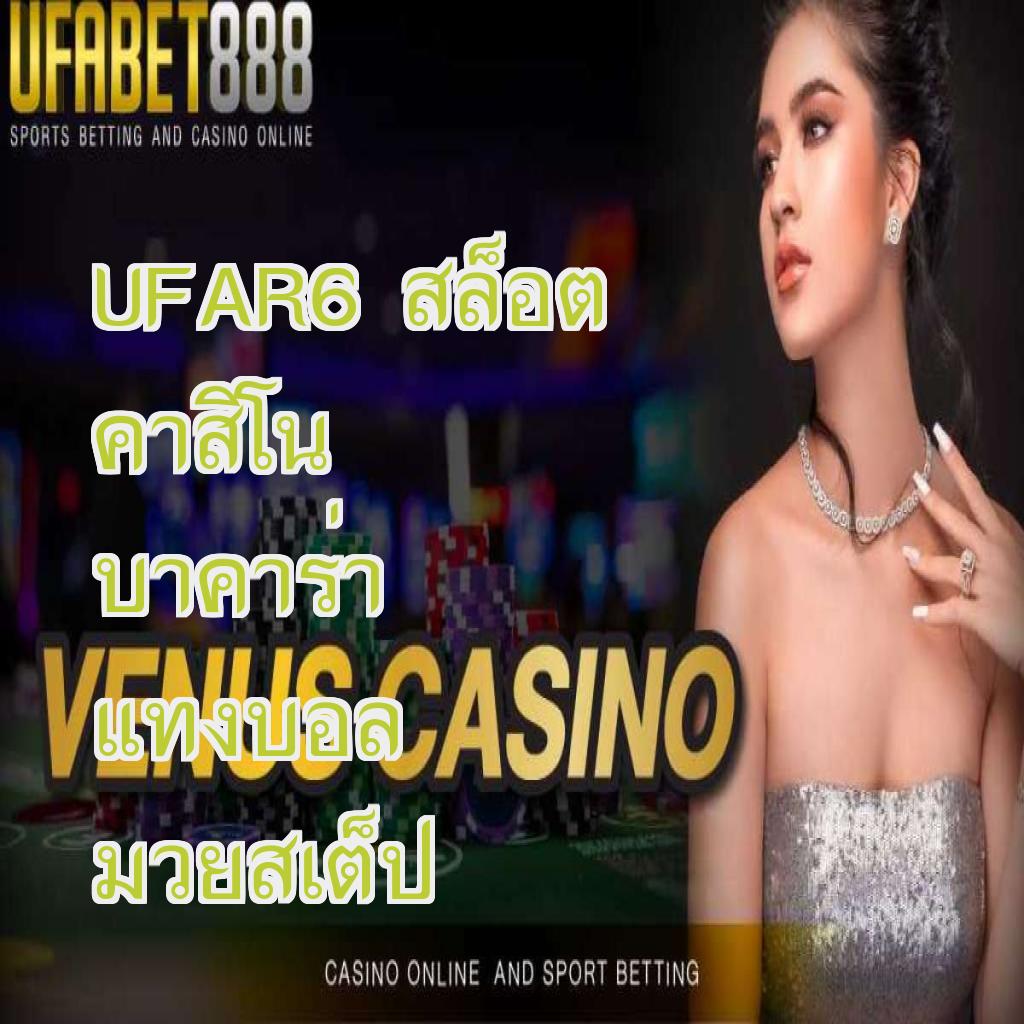 UFABET888
SPORTS BETTING AND CASINO ONLINE
UFAR6 สล็อต
คาสิโน
บาคาร่า
VENUS CASINO
แทงบอล
มวยสเต็ป
CASINO ONLINE AND SPORT BETTING